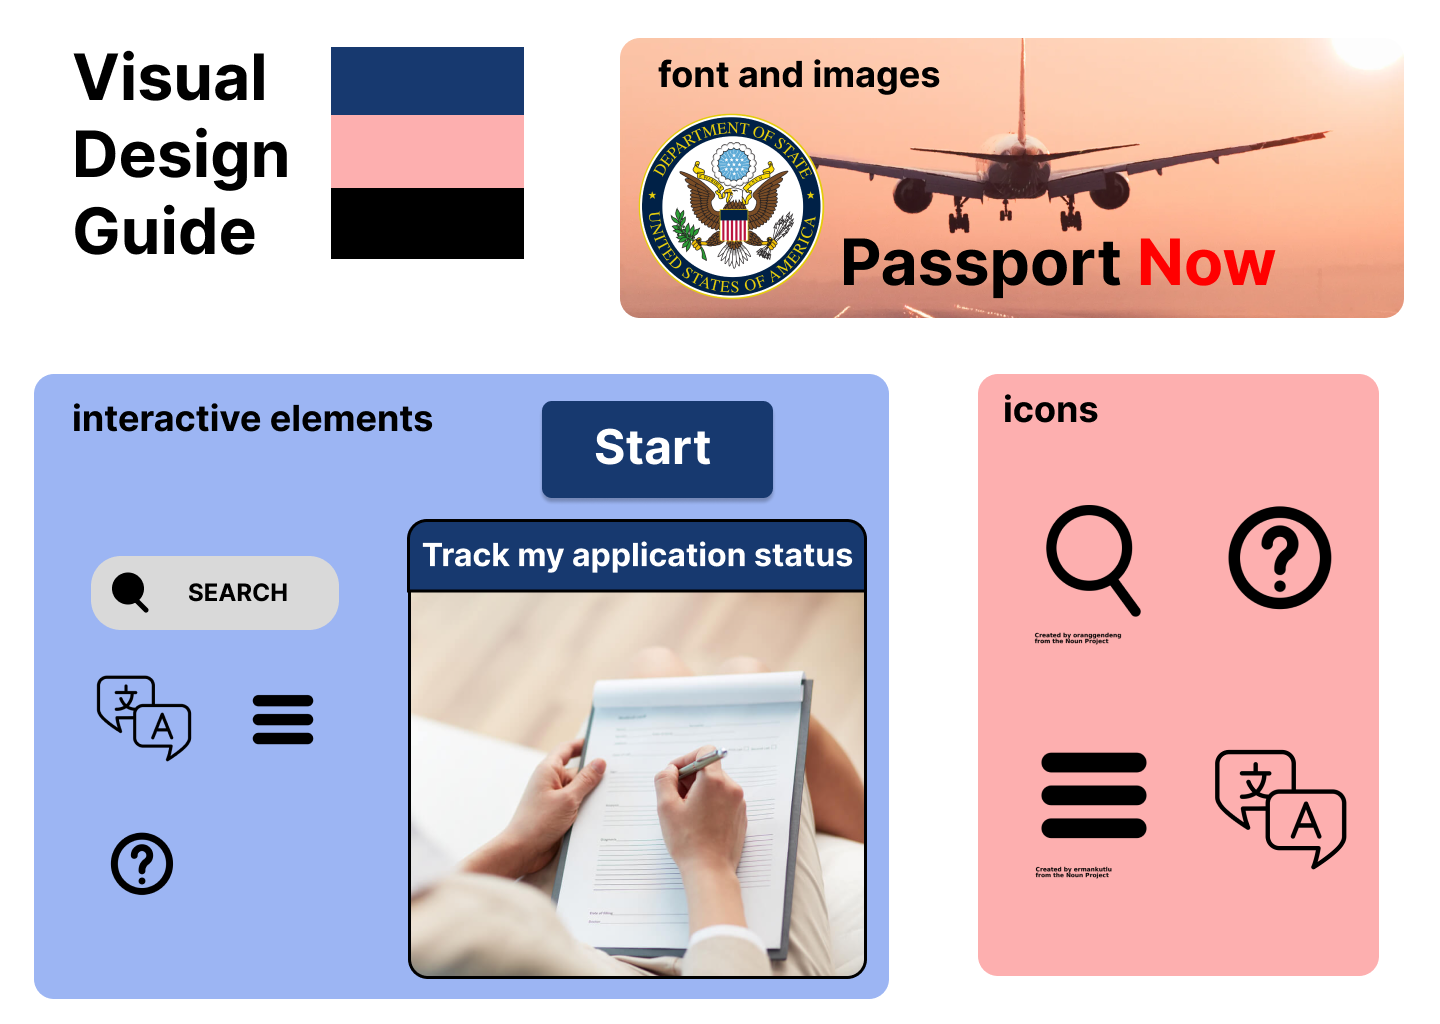 Visual
Design
Guide
font and images
DEPARTMENT OF STATE
UNITED STATES OF AMERICA
Passport Now
interactive elements
Start
Track my application status
SEARCH
文
A
?
icons
?
Created by oranggendeng
from the Noun Project
文
A
Created by ermankutlu
from the Noun Project